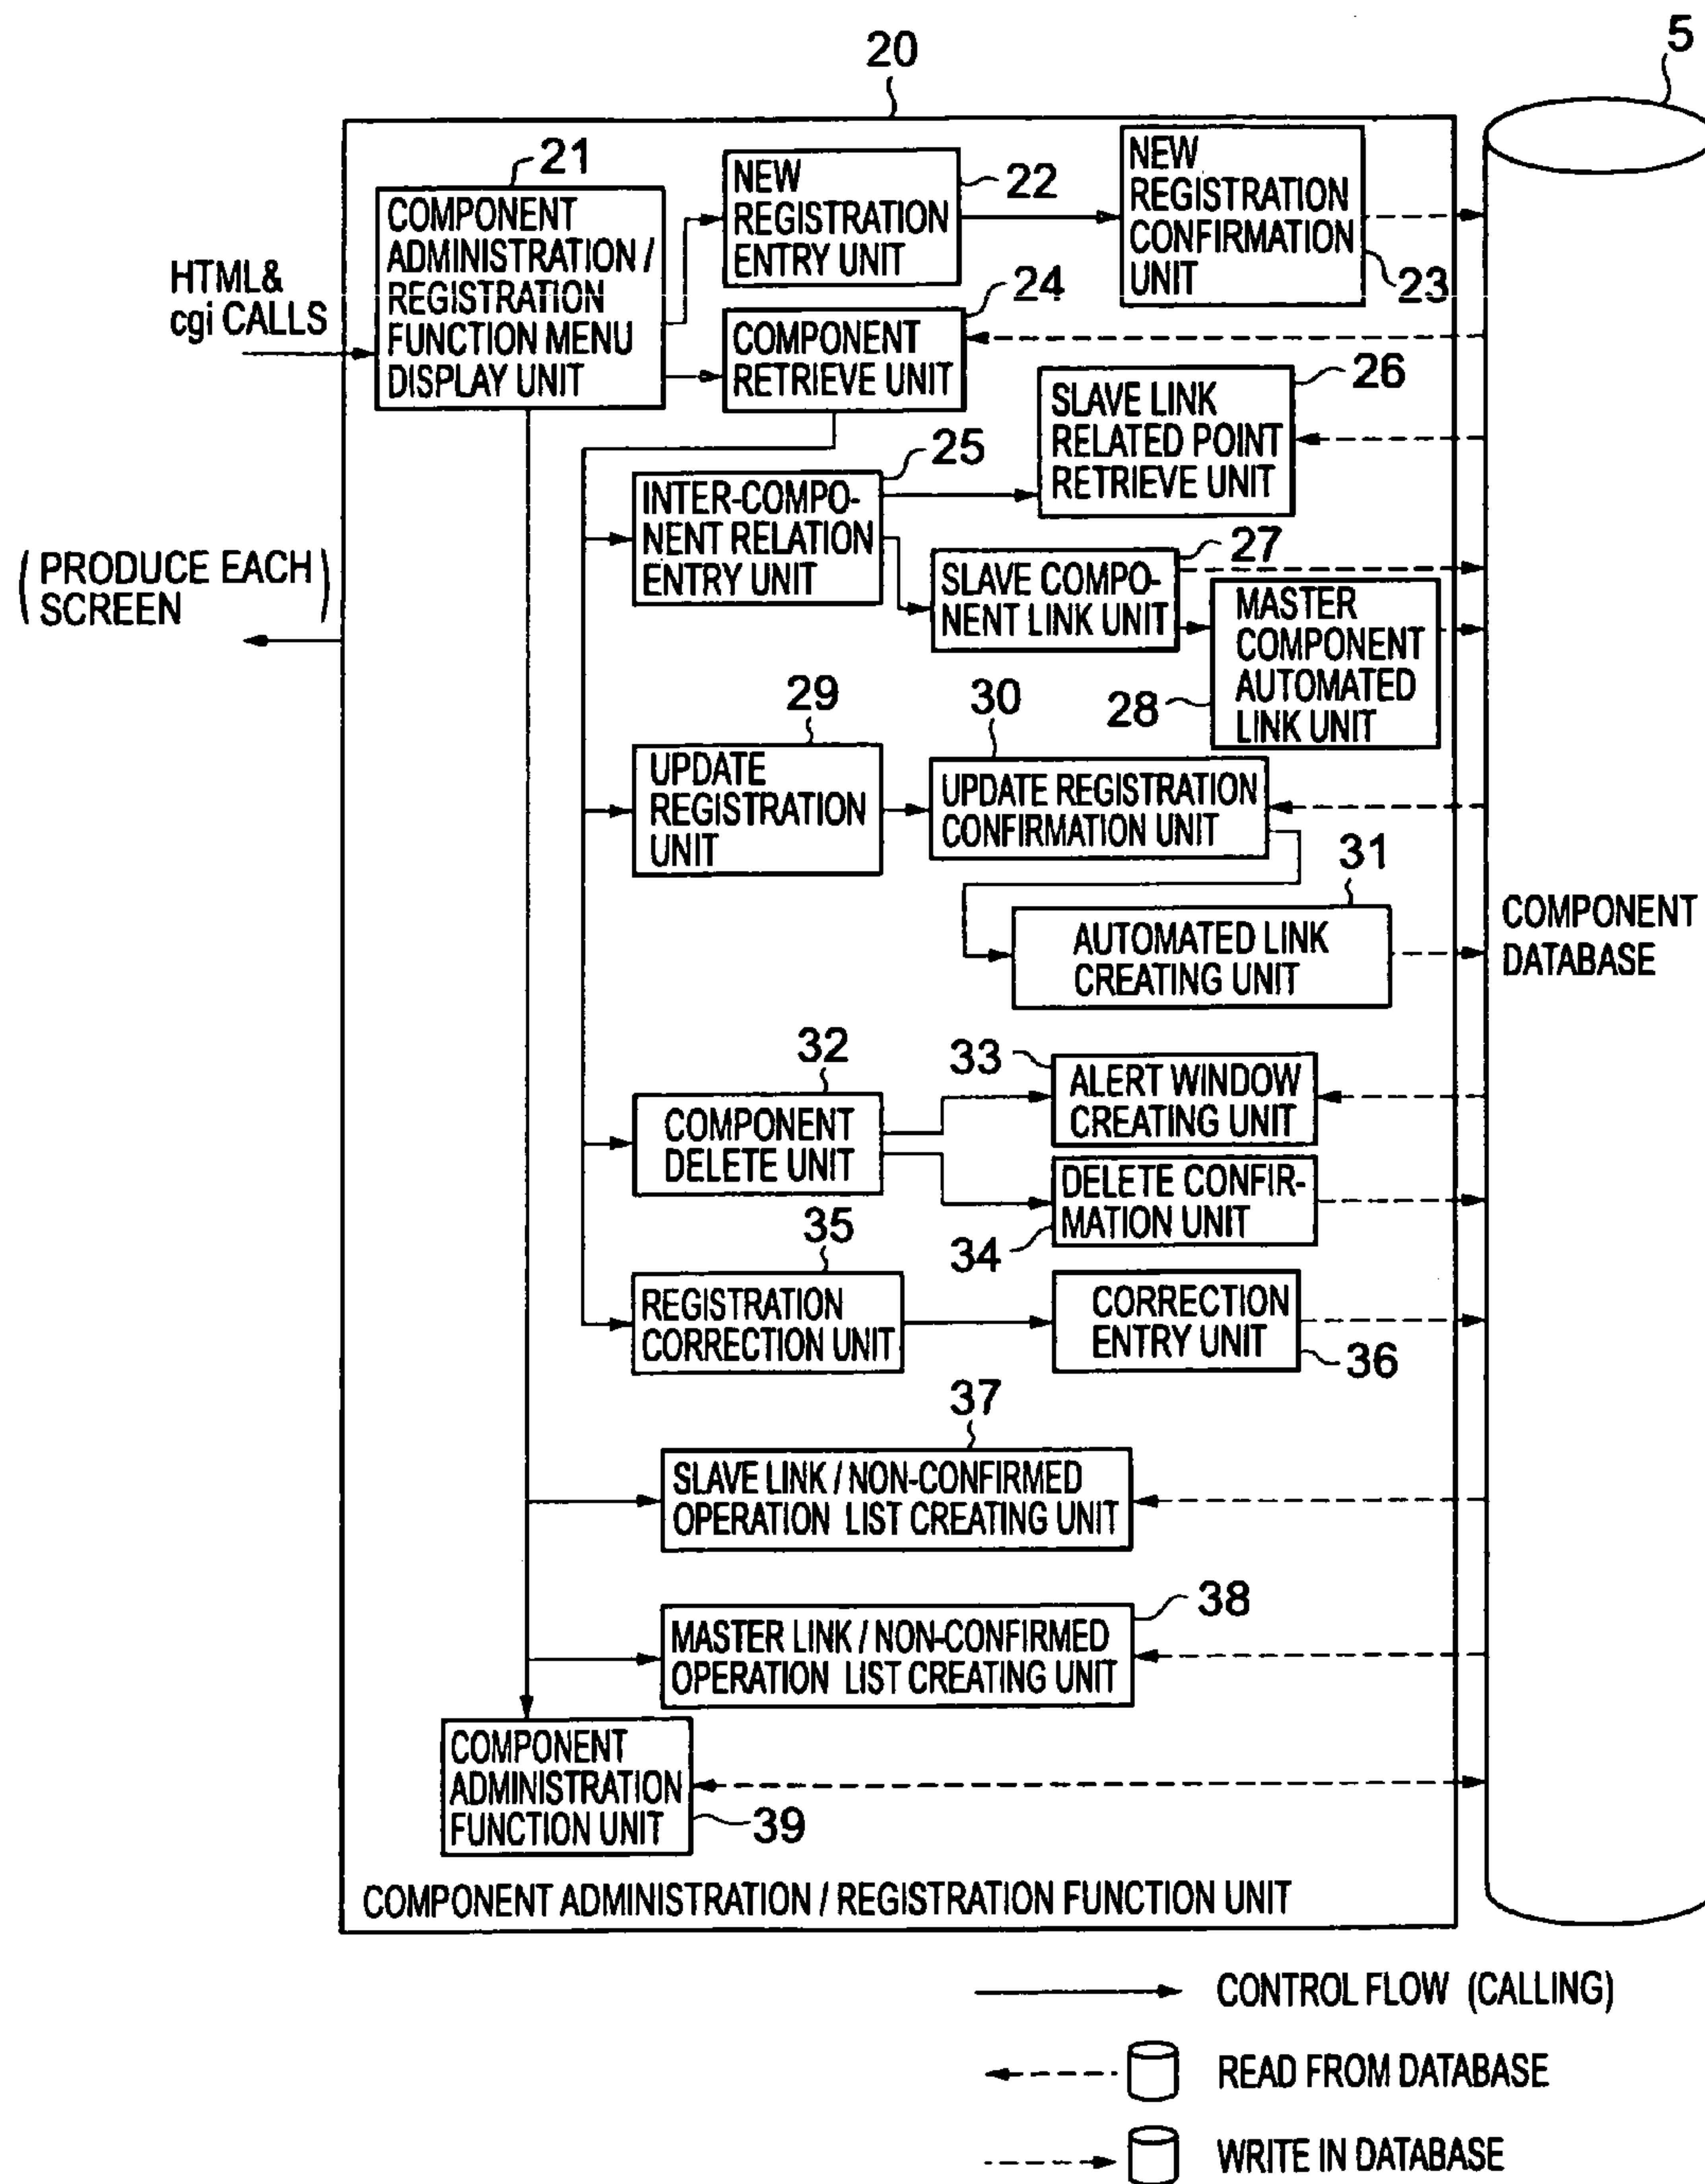 20
5
21
COMPONENT
ADMINISTRATION /
REGISTRATION
FUNCTION MENU
DISPLAY UNIT
NEW
REGISTRATION
ENTRY UNIT
22
NEW
REGISTRATION
CONFIRMATION
UNIT
23
HTML&
cgi CALLS
24
COMPONENT
RETRIEVE UNIT
26
SLAVE LINK
RELATED POINT
RETRIEVE UNIT
25
INTER-COMPO-
NENT RELATION
ENTRY UNIT
27
SLAVE COMPO-
NENT LINK UNIT
MASTER
COMPONENT
AUTOMATED
LINK UNIT
28
( PRODUCE EACH )
SCREEN
29
UPDATE
REGISTRATION
UNIT
30
UPDATE REGISTRATION
CONFIRMATION UNIT
31
AUTOMATED LINK
CREATING UNIT
COMPONENT
DATABASE
32
COMPONENT
DELETE UNIT
33
ALERT WINDOW
CREATING UNIT
DELETE CONFIR-
MATION UNIT
34
35
REGISTRATION
CORRECTION UNIT
CORRECTION
ENTRY UNIT
36
37
SLAVE LINK / NON-CONFIRMED
OPERATION LIST CREATING UNIT
38
MASTER LINK / NON-CONFIRMED
OPERATION LIST CREATING UNIT
COMPONENT
ADMINISTRATION
FUNCTION UNIT
39
COMPONENT ADMINISTRATION / REGISTRATION FUNCTION UNIT
CONTROL FLOW (CALLING)
READ FROM DATABASE
WRITE IN DATABASE